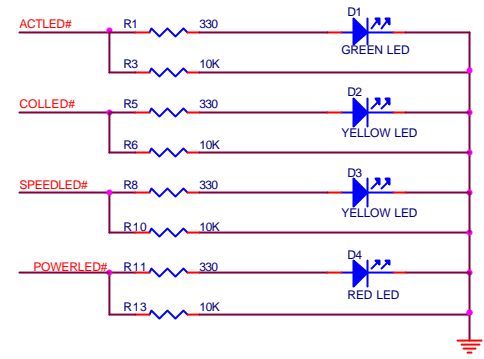 D1
ACTLED# R1 330
GREEN LED
R3 10K
D2
COLLED# R5 330
YELLOW LED
R6 10K
D3
SPEEDLED# R8 330
YELLOW LED
R10 10K
D4
POWERLED# R11 330
RED LED
R13 10K